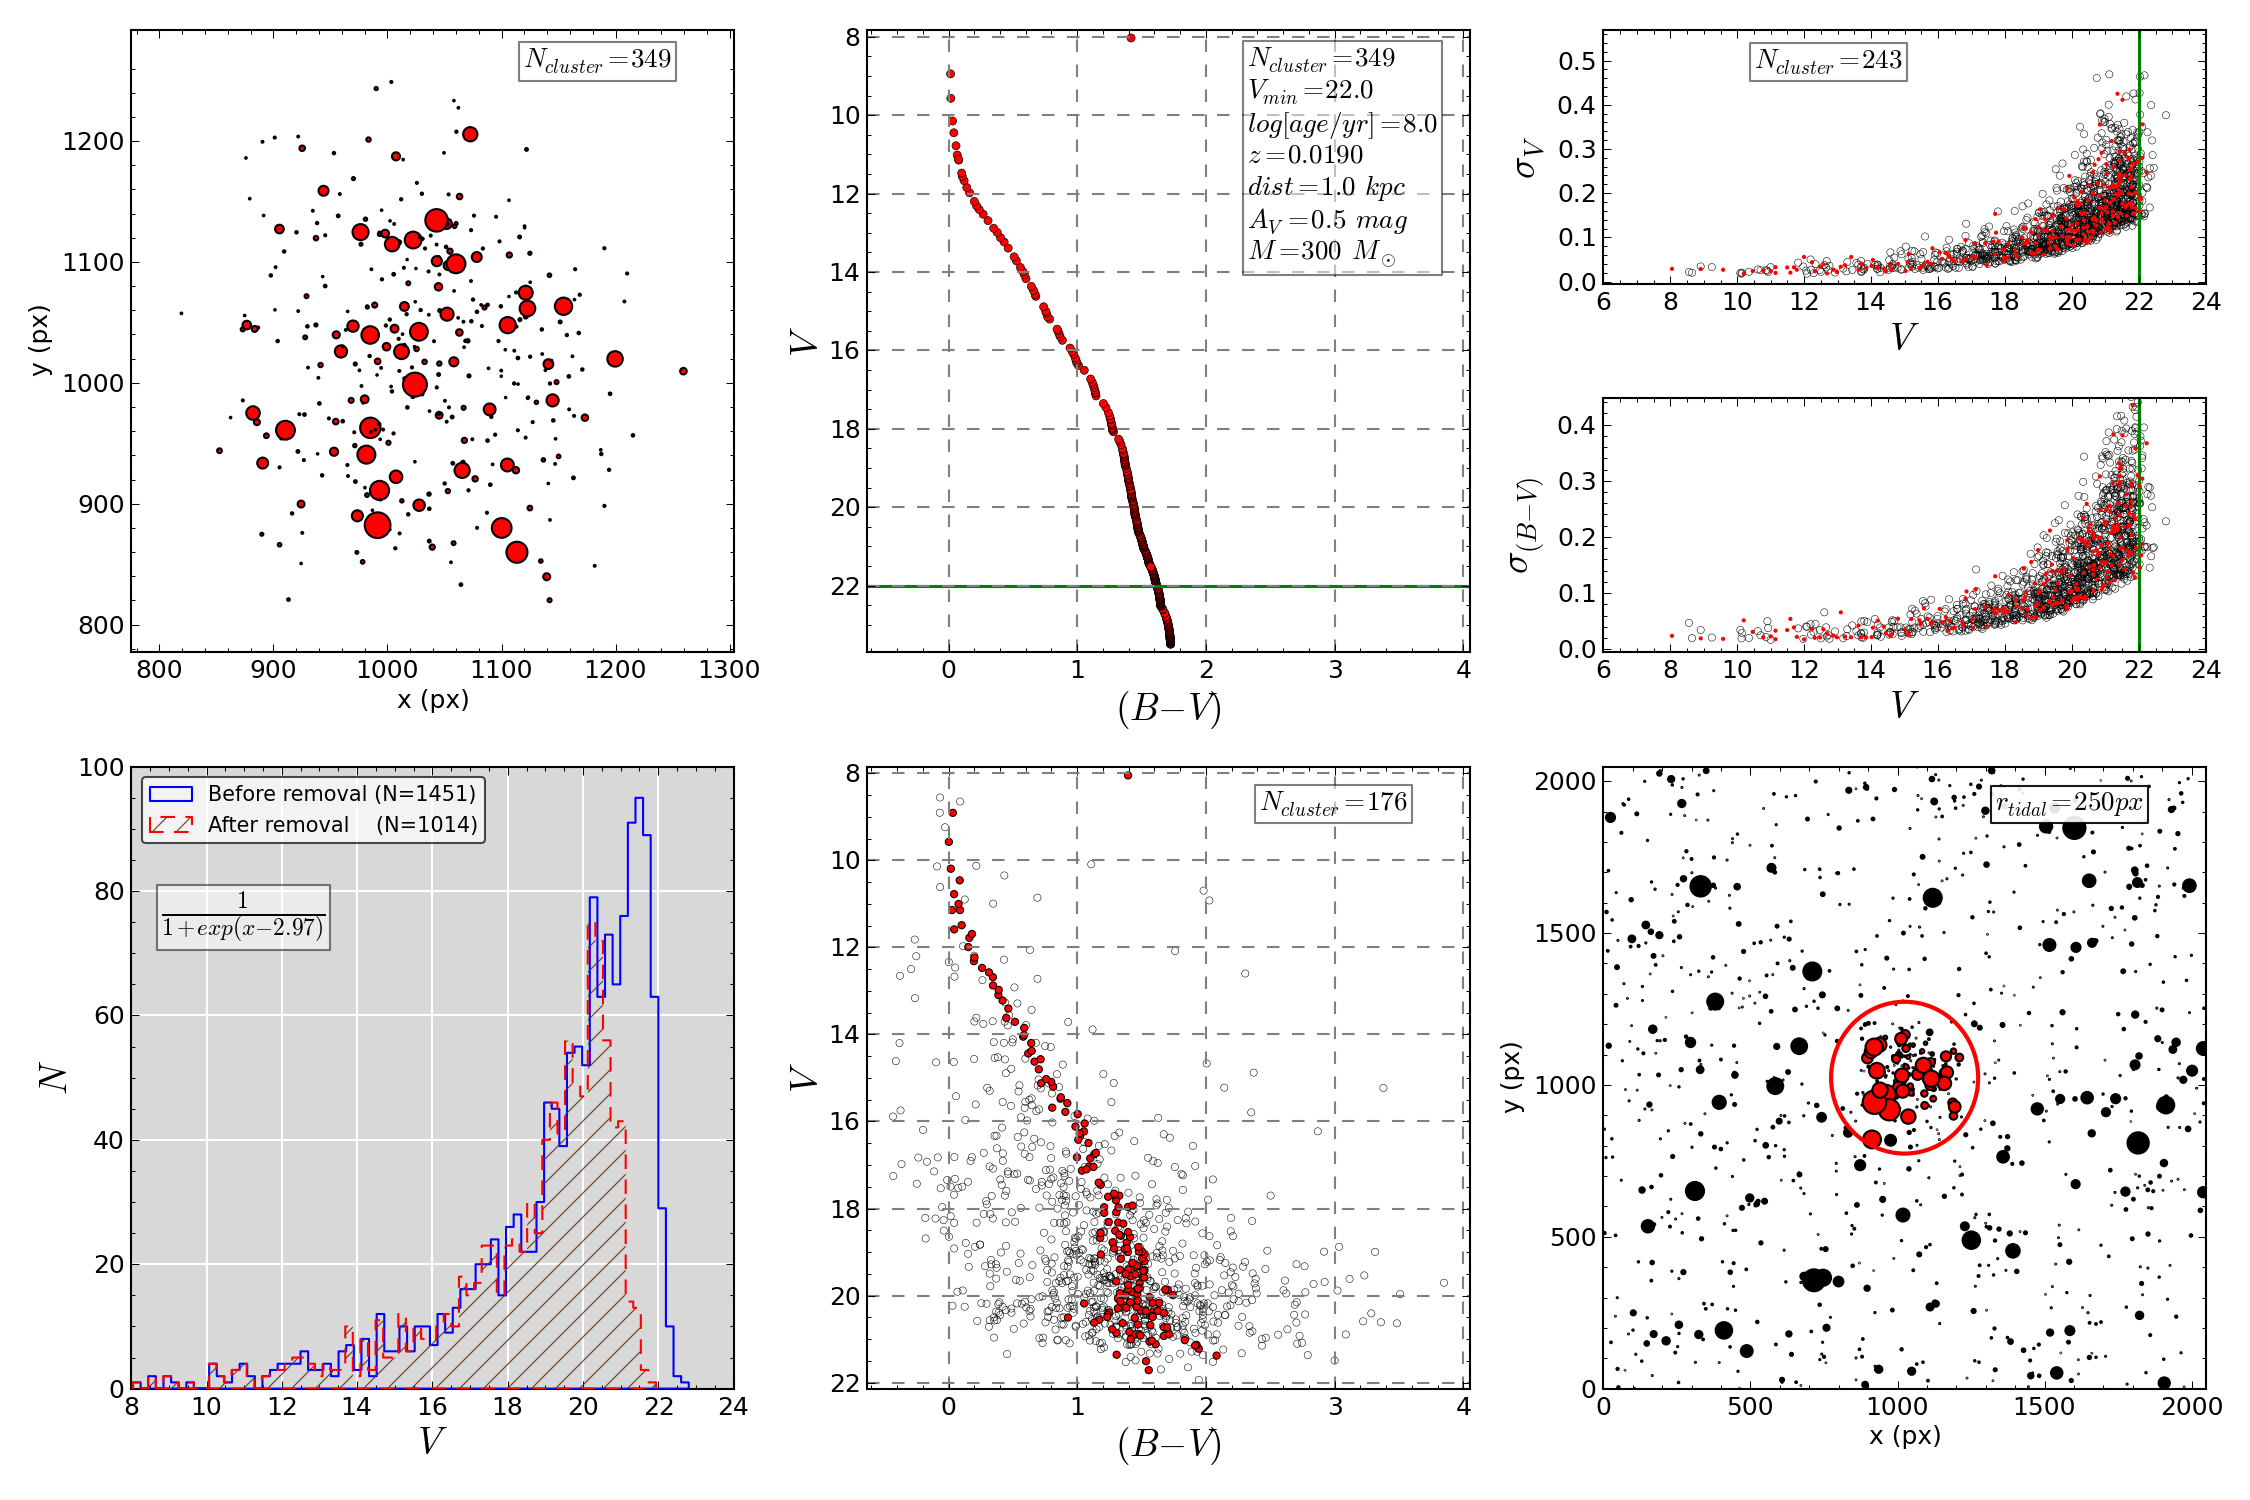 N_cluster=349
1200
1100
1000
900
800
y (px)
800 900 1000 1100 1200 1300
x (px)
N_cluster=349
V_min=22.0
log[age/yr]=8.0
z=0.0190
dist=1.0 kpc
A_V=0.5 mag
M=300 M_⊙
8
10
12
14
16
18
20
22
V
0 1 2 3 4
(B−V)
N_cluster=243
0.5
0.4
0.3
0.2
0.1
0.0
σ_V
6 8 10 12 14 16 18 20 22 24
V
0.4
0.3
0.2
0.1
0.0
σ_(B−V)
6 8 10 12 14 16 18 20 22 24
V
Before removal (N=1451)
After removal (N=1014)
1
1+exp(x−2.97)
100
80
60
40
20
0
N
8 10 12 14 16 18 20 22 24
V
N_cluster=176
8
10
12
14
16
18
20
22
V
0 1 2 3 4
(B−V)
r_tidal=250px
2000
1500
1000
500
0
y (px)
0 500 1000 1500 2000
x (px)